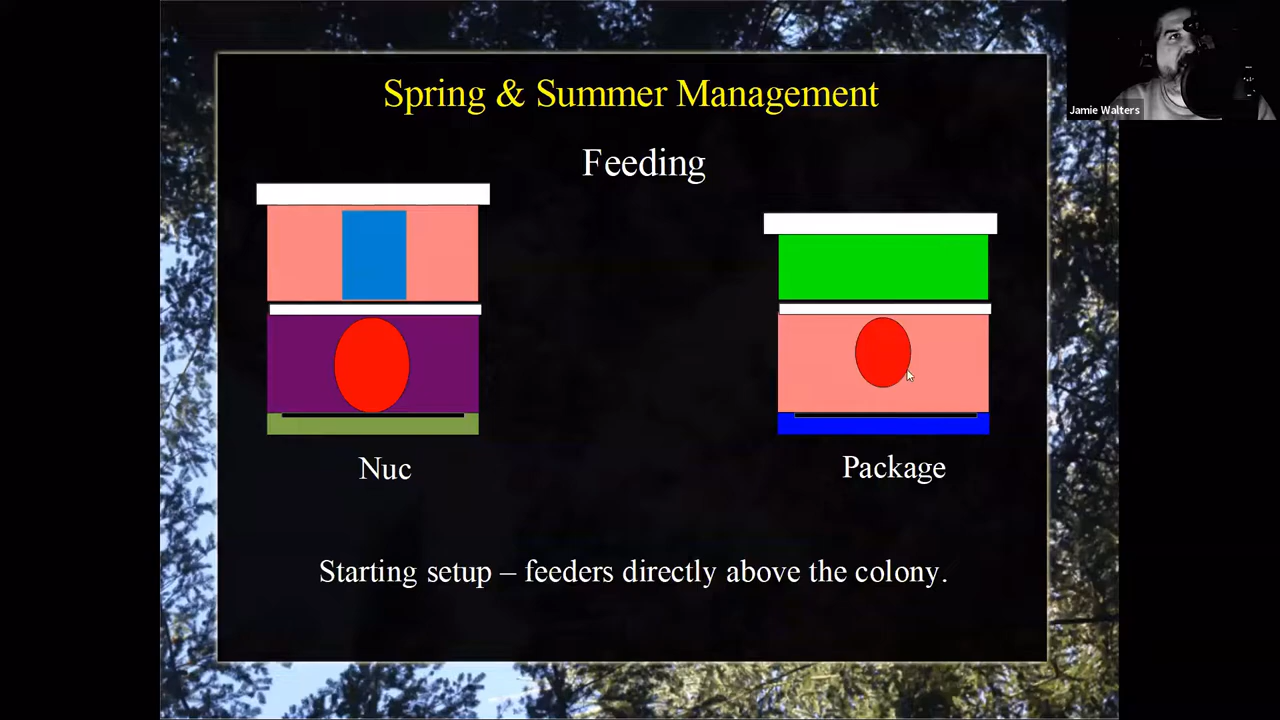 Spring & Summer Management
Feeding
Jamie Walters
Nuc
Package
Starting setup – feeders directly above the colony.